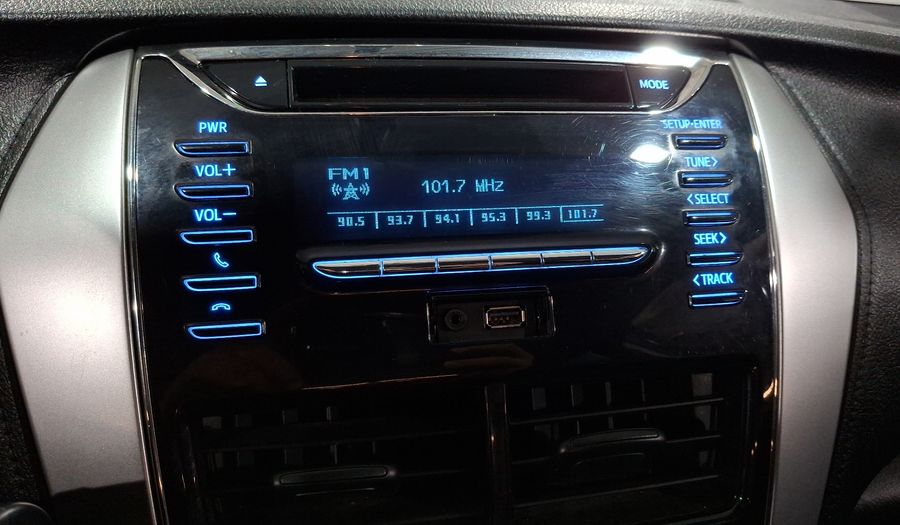 MODE
PWR
VOL+
VOL−
SETUP•ENTER
TUNE>
<SELECT
SEEK>
<TRACK
FM1
101.7 MHz
90.5 93.7 94.1 95.3 99.3 101.7